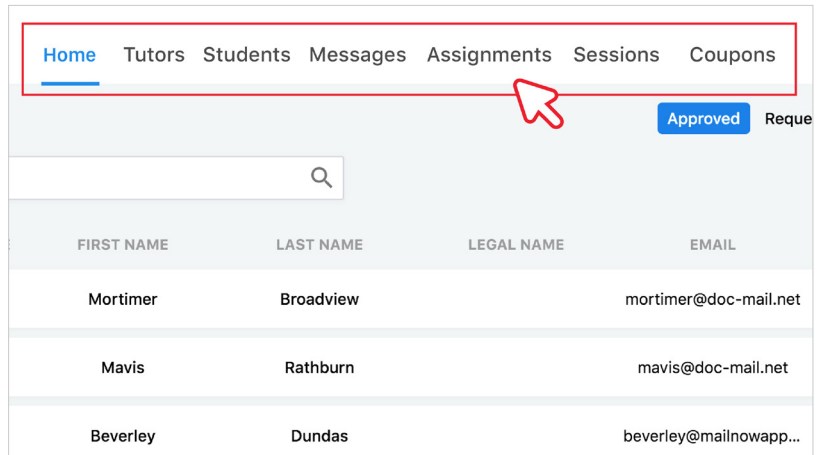 Home Tutors Students Messages Assignments Sessions Coupons
Approved Reque
FIRST NAME LAST NAME LEGAL NAME EMAIL
Mortimer Broadview mortimer@doc-mail.net
Mavis Rathburn mavis@doc-mail.net
Beverley Dundas beverley@mailnowapp...